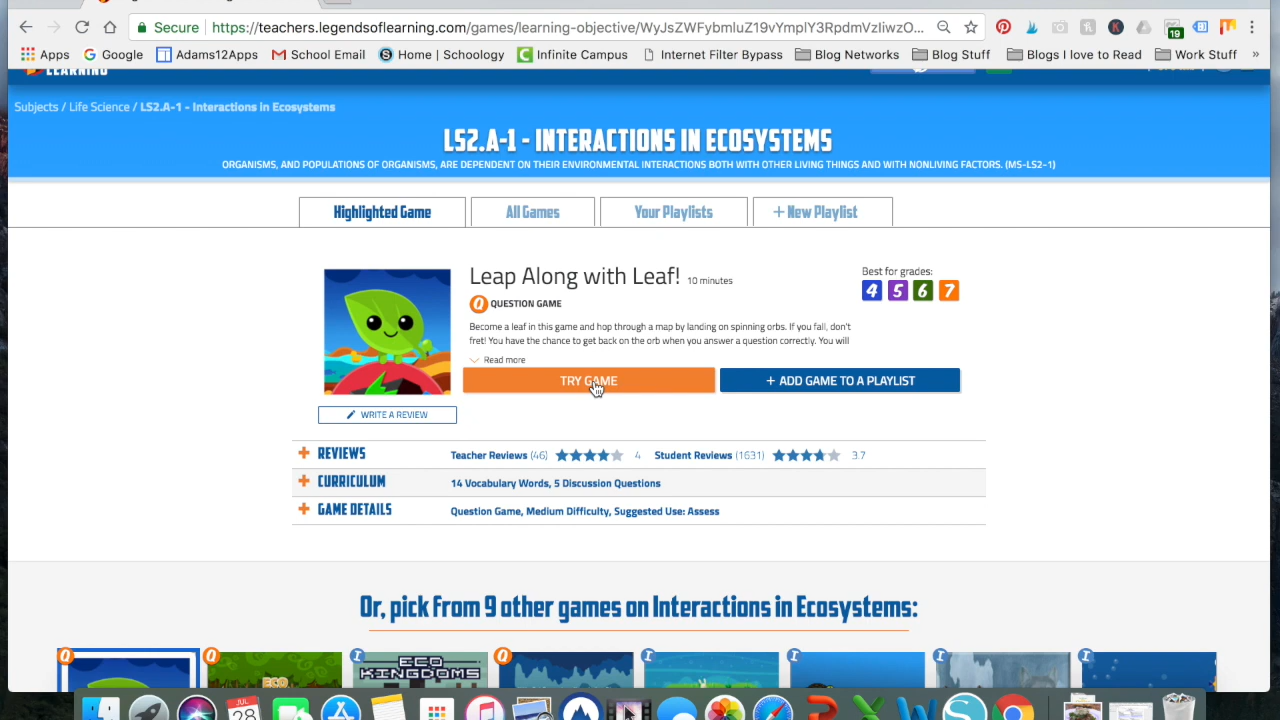 Secure https://teachers.legendsoflearning.com/games/learning-objective/WyJsZWFybmluZ19vYmplY3RpdmVzIiwzO...
19
Apps Google Adams12Apps School Email Home | Schoology Infinite Campus Internet Filter Bypass Blog Networks Blog Stuff Blogs I love to Read Work Stuff »
LEARNING
Subjects / Life Science / LS2.A-1 - Interactions in Ecosystems
LS2.A-1 - INTERACTIONS IN ECOSYSTEMS
ORGANISMS, AND POPULATIONS OF ORGANISMS, ARE DEPENDENT ON THEIR ENVIRONMENTAL INTERACTIONS BOTH WITH OTHER LIVING THINGS AND WITH NONLIVING FACTORS. (MS-LS2-1)
Highlighted Game All Games Your Playlists + New Playlist
Leap Along with Leaf! 10 minutes
Best for grades:
4 5 6 7
Q QUESTION GAME
Become a leaf in this game and hop through a map by landing on spinning orbs. If you fall, don't
fret! You have the chance to get back on the orb when you answer a question correctly. You will
Read more
TRY GAME + ADD GAME TO A PLAYLIST
WRITE A REVIEW
+ REVIEWS Teacher Reviews (46) 4 Student Reviews (1631) 3.7
+ CURRICULUM 14 Vocabulary Words, 5 Discussion Questions
+ GAME DETAILS Question Game, Medium Difficulty, Suggested Use: Assess
Or, pick from 9 other games on Interactions in Ecosystems:
Q Q I Q I I I I
ECO
ECO
KINGDOMS
JUL
28